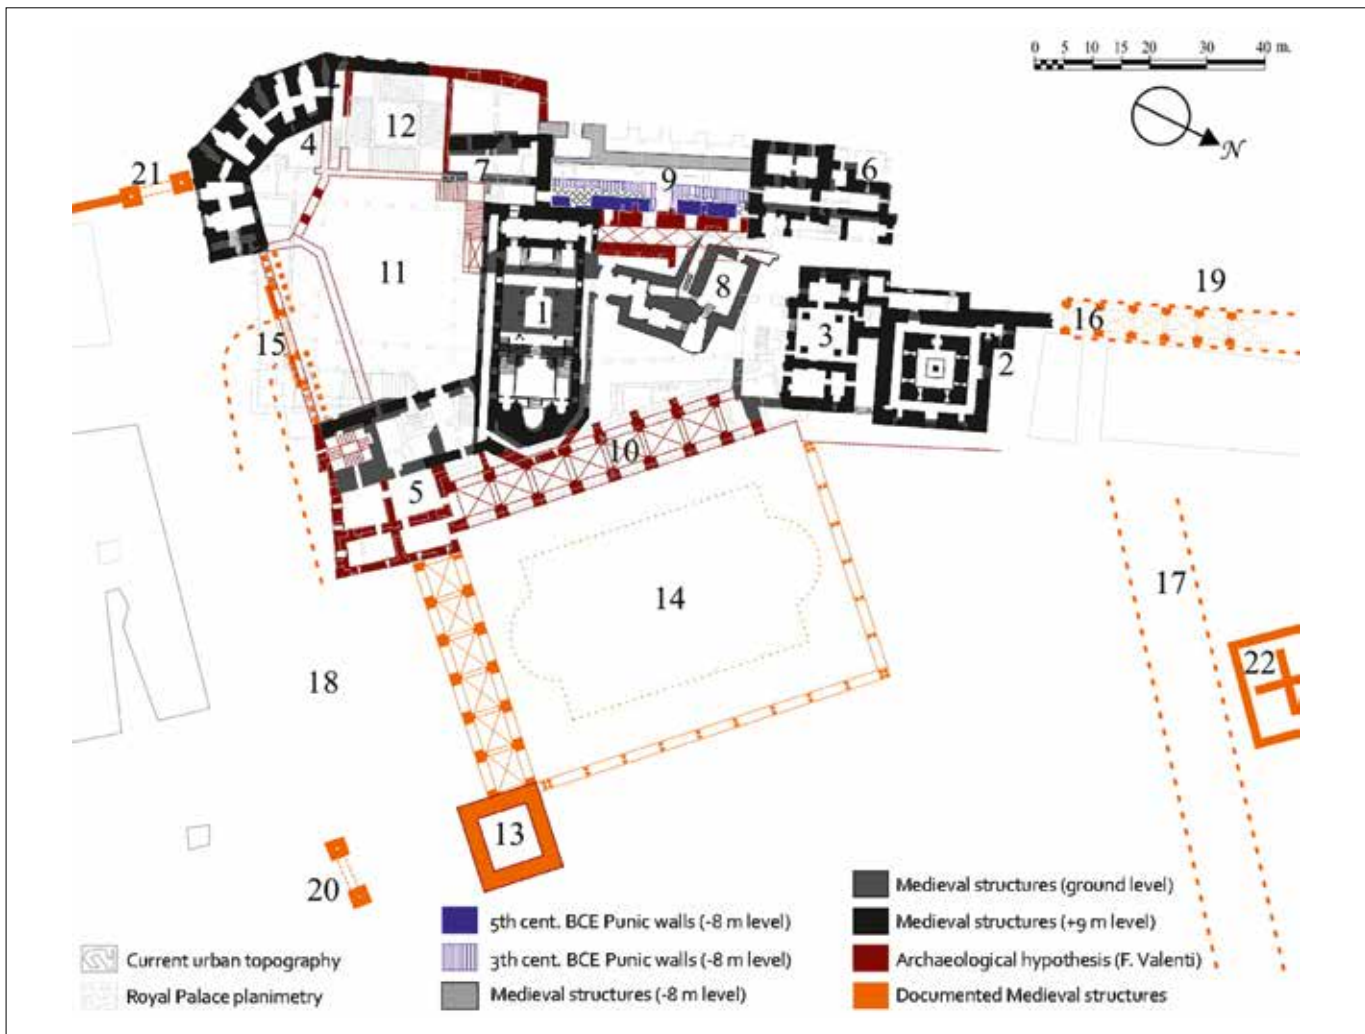 0 5 10 15 20 30 40 m.
N
12
4
21
7
9
6
11
8
19
1
3
16
2
15
10
5
14
17
22
18
13
20
Current urban topography
Royal Palace planimetry
5th cent. BCE Punic walls (-8 m level)
3th cent. BCE Punic walls (-8 m level)
Medieval structures (-8 m level)
Medieval structures (ground level)
Medieval structures (+9 m level)
Archaeological hypothesis (F. Valenti)
Documented Medieval structures